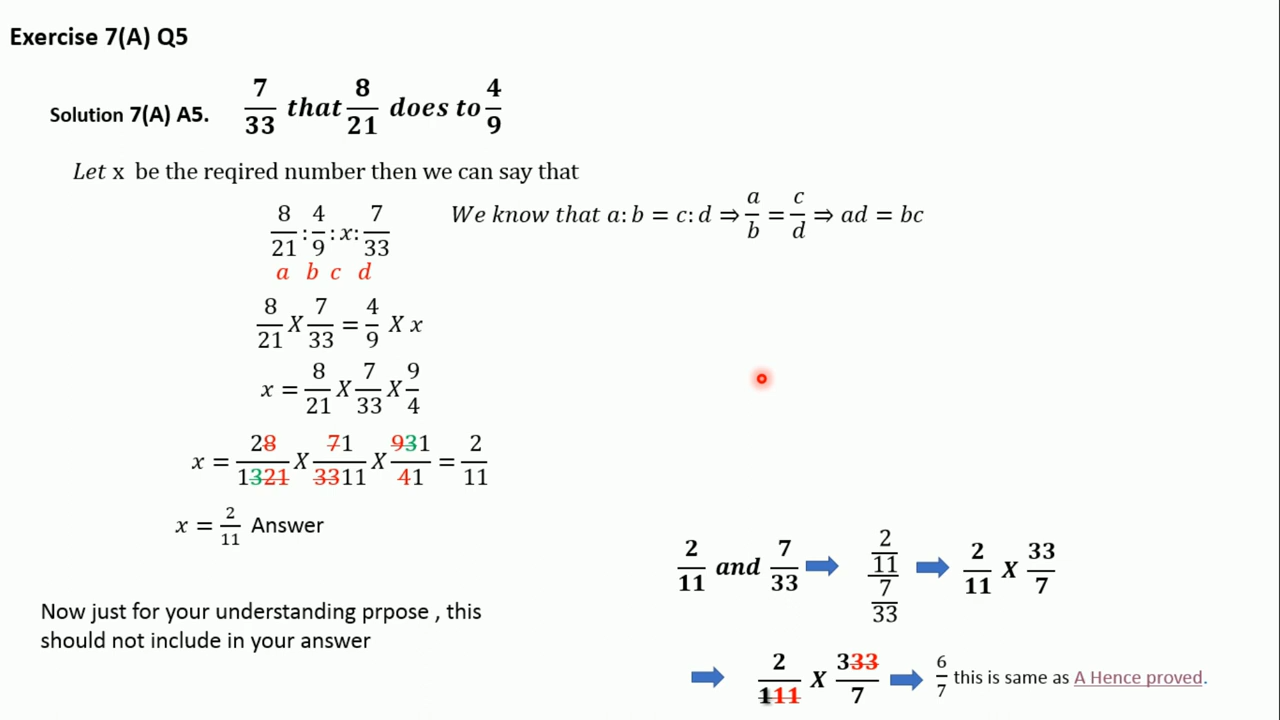 Exercise 7(A) Q5
Solution 7(A) A5. 7/33 that 8/21 does to 4/9
Let x be the reqired number then we can say that
8/21 : 4/9 : x: 7/33 We know that a: b = c: d ⇒ a/b = c/d ⇒ ad = bc
a b c d
8/21 X 7/33 = 4/9 X x
x = 8/21 X 7/33 X 9/4
x = 28/1321 X 71/3311 X 931/41 = 2/11
x = 2/11 Answer
2/11 and 7/33 ➡ 2/11/7/33 ➡ 2/11 X 33/7
Now just for your understanding prpose , this
should not include in your answer
➡ 2/111 X 333/7 ➡ 6/7 this is same as A Hence proved.